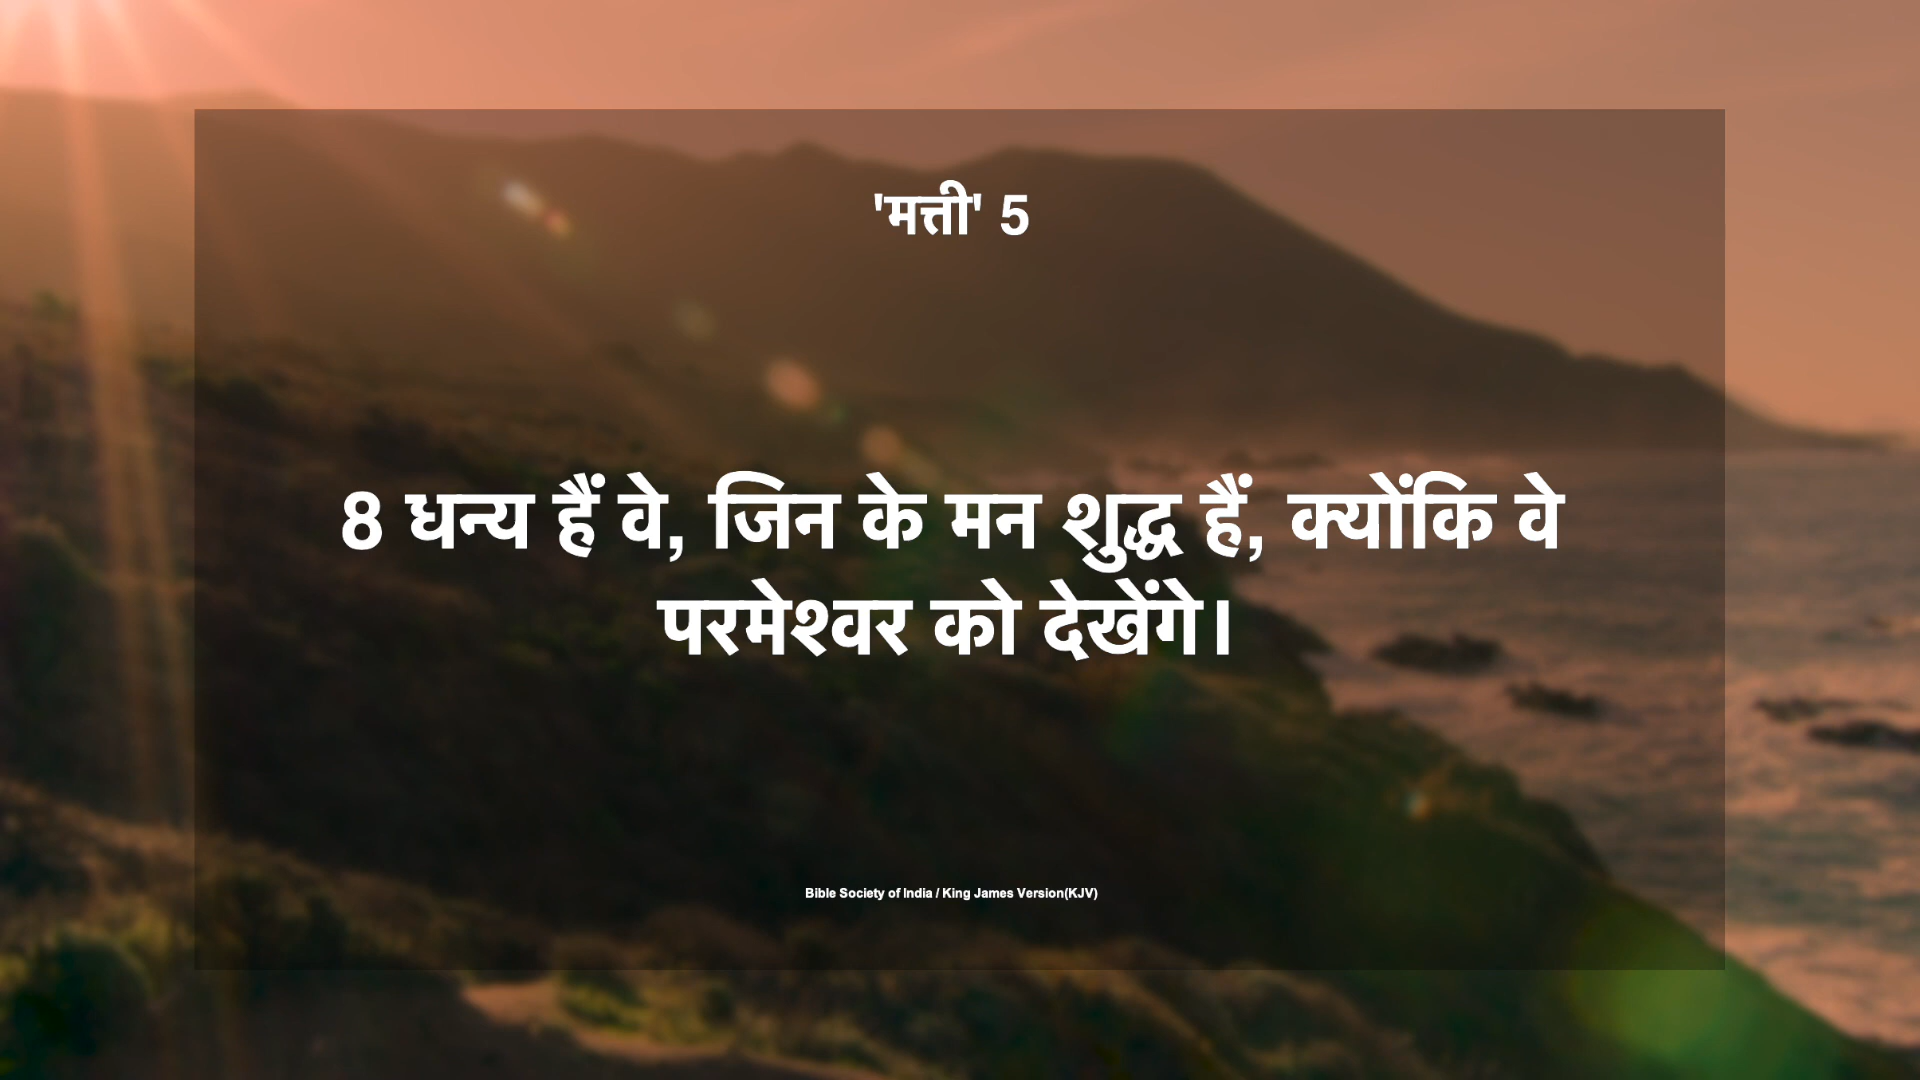 'मत्ती' 5
8 धन्य हैं वे, जिन के मन शुद्ध हैं, क्योंकि वे
परमेश्वर को देखेंगे।
Bible Society of India / King James Version(KJV)